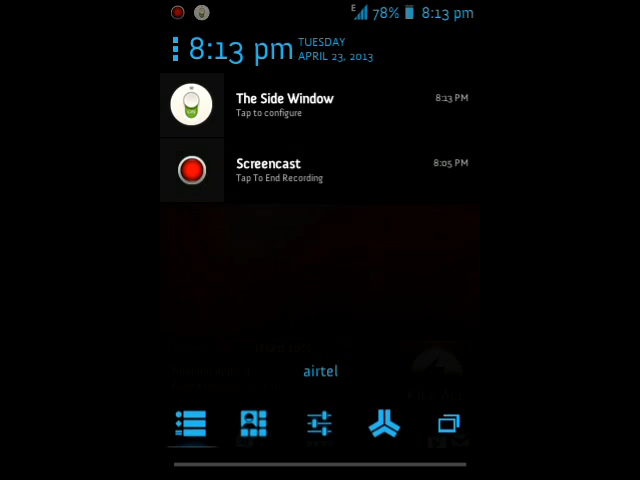 E 78% 8:13 pm
8:13 pm TUESDAY
APRIL 23, 2013
The Side Window 8:13 PM
Tap to configure
Screencast 8:05 PM
Tap To End Recording
airtel